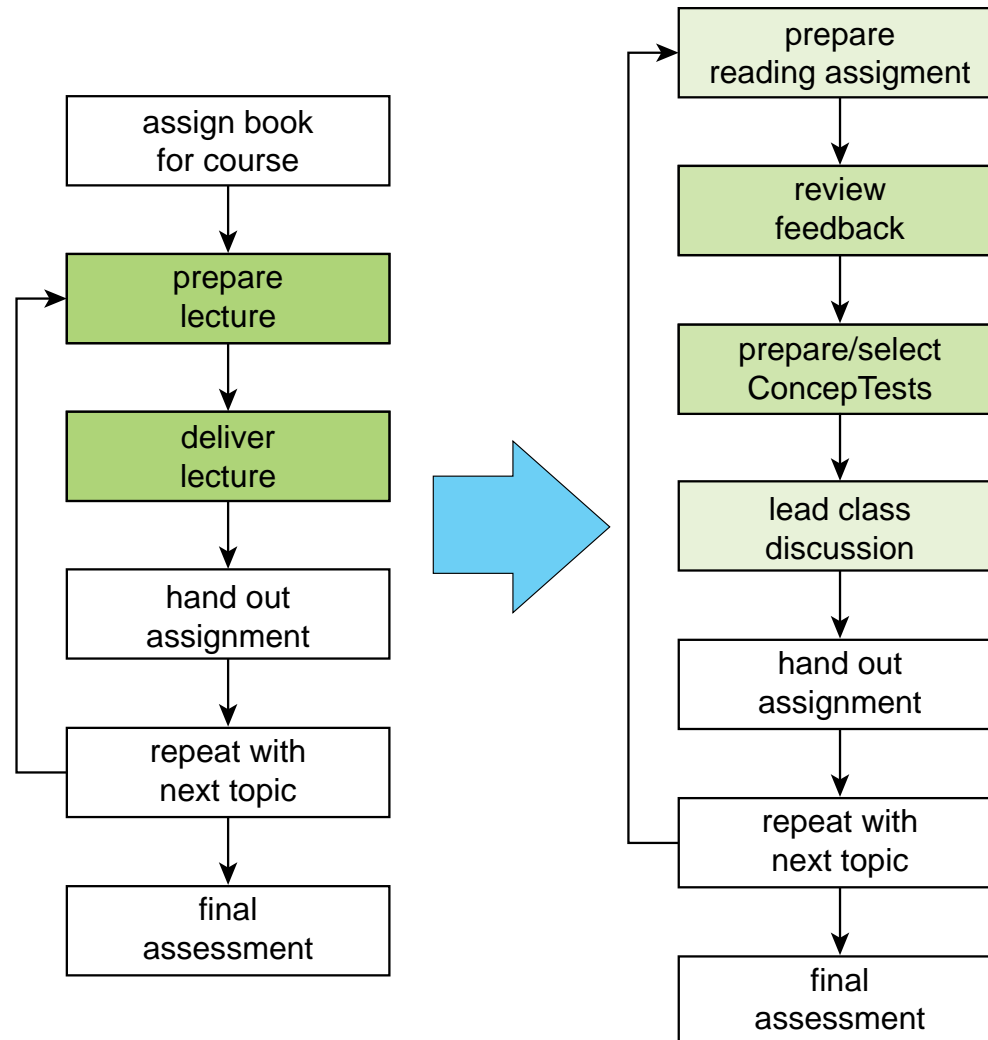 assign book
for course
prepare
lecture
deliver
lecture
hand out
assignment
repeat with
next topic
final
assessment
prepare
reading assigment
review
feedback
prepare/select
ConcepTests
lead class
discussion
hand out
assignment
repeat with
next topic
final
assessment